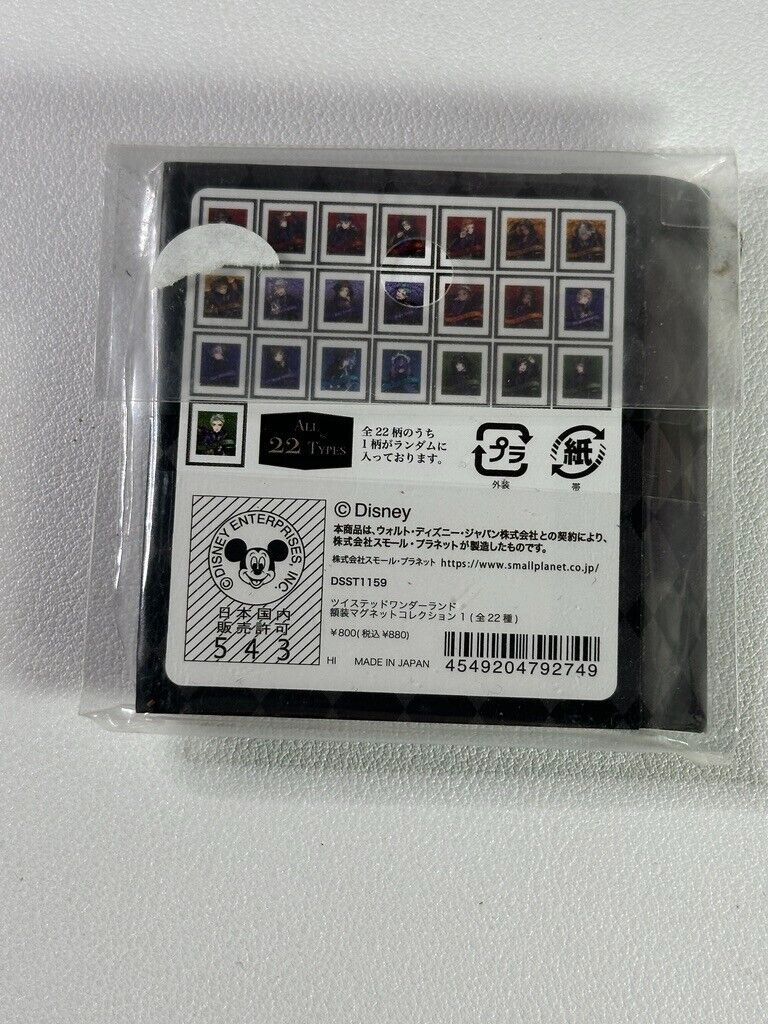 ALL
22 TYPES
全22柄のうち
1柄がランダムに
入っております。
プラ
外装
紙
帯
©DISNEY ENTERPRISES, INC.
日本国内
販売許可
543
©Disney
本商品は、ウォルト・ディズニー・ジャパン株式会社との契約により、
株式会社スモール・プラネットが製造したものです。
株式会社スモール・プラネット https://www.smallplanet.co.jp/
DSST1159
ツイステッドワンダーランド
額装マグネットコレクション1(全22種)
¥800(税込¥880)
HI MADE IN JAPAN
4549204792749